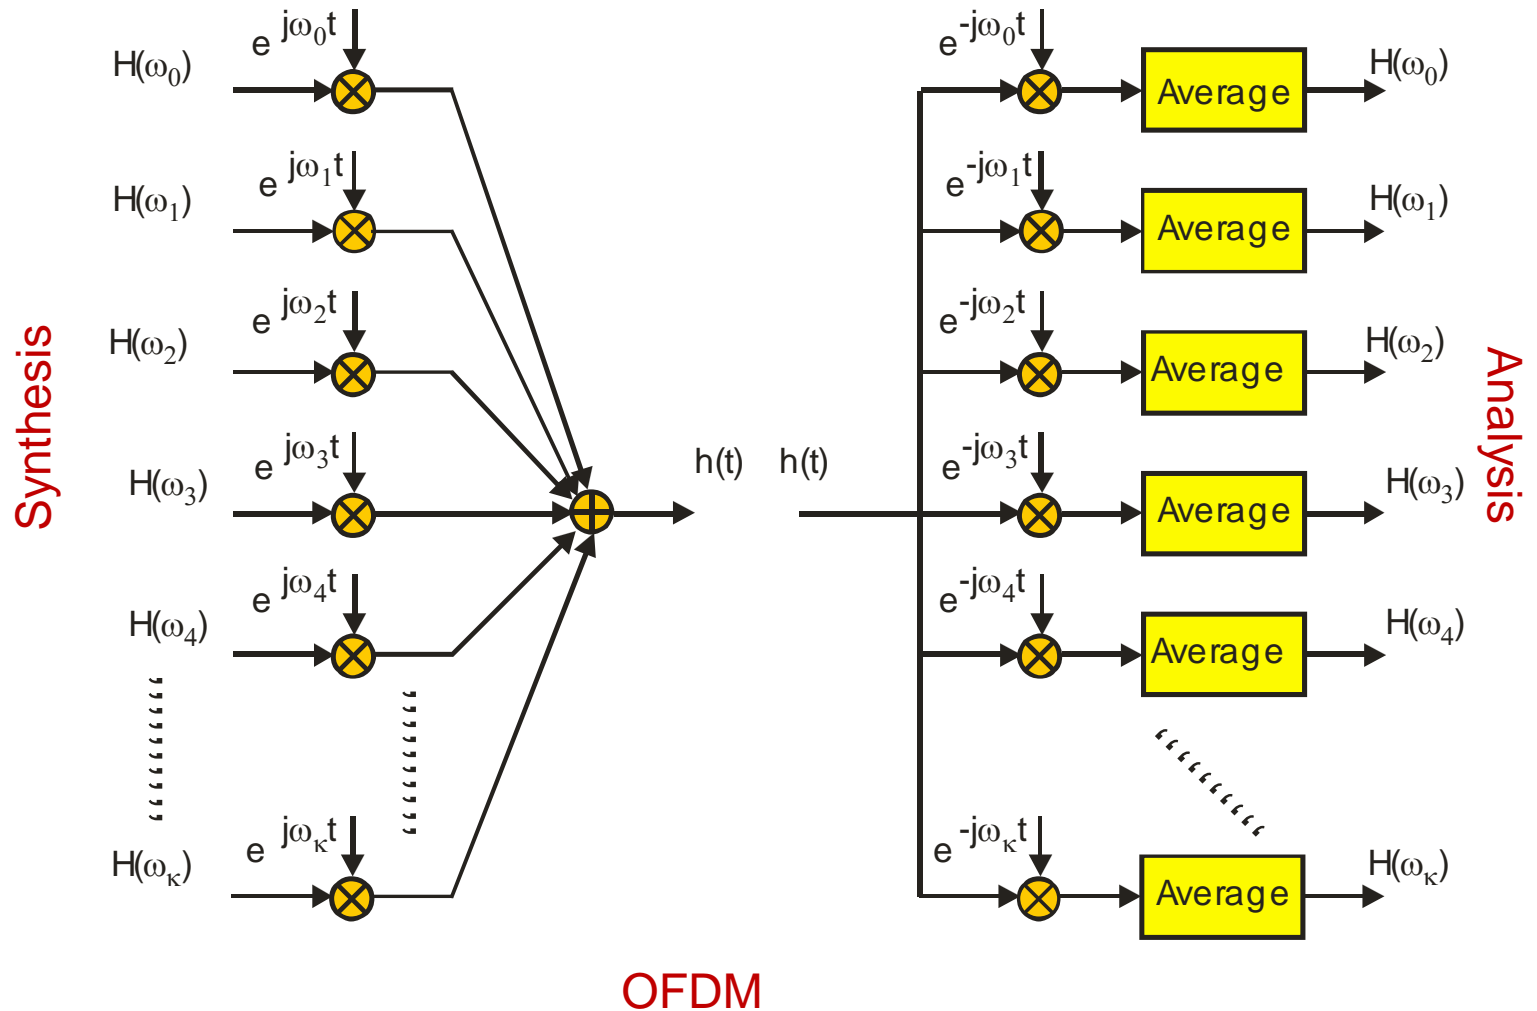 Synthesis
H(ω₀) e^jω₀t
H(ω₁) e^jω₁t
H(ω₂) e^jω₂t
H(ω₃) e^jω₃t
H(ω₄) e^jω₄t
H(ωκ) e^jωκt
h(t) h(t)
e^-jω₀t Average H(ω₀)
e^-jω₁t Average H(ω₁)
e^-jω₂t Average H(ω₂)
e^-jω₃t Average H(ω₃)
e^-jω₄t Average H(ω₄)
e^-jωκt Average H(ωκ)
Analysis
OFDM